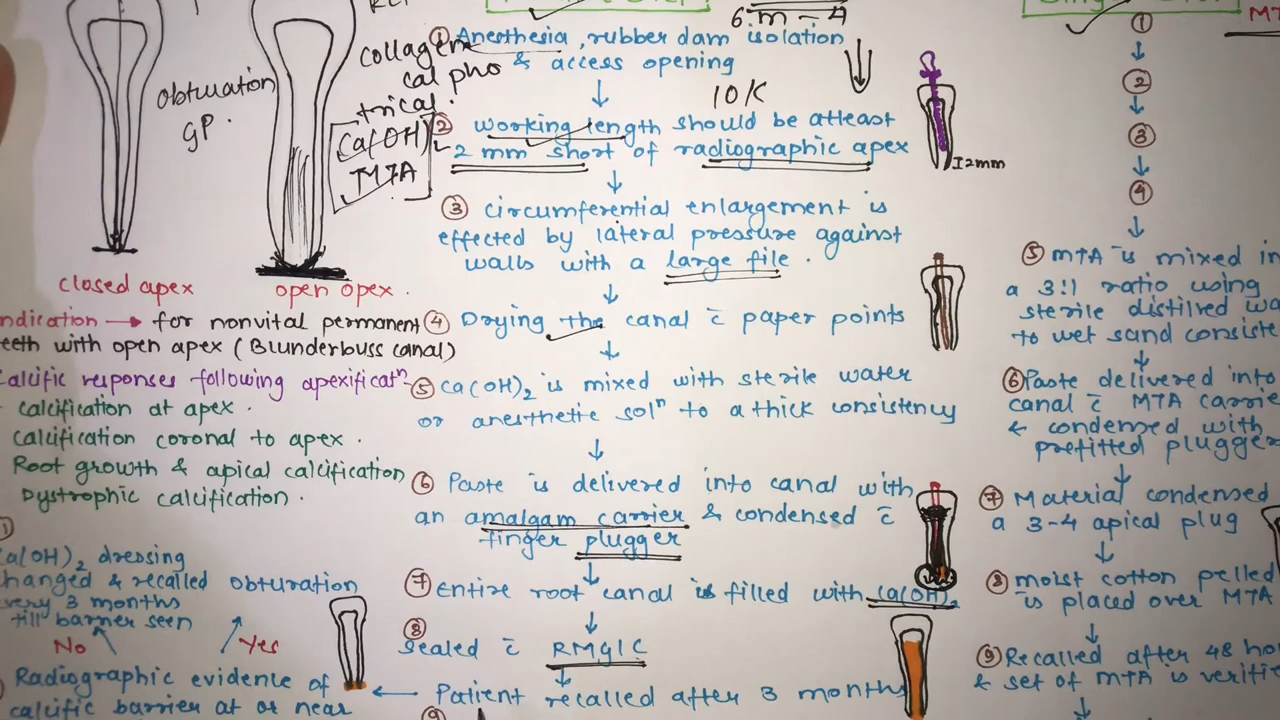 Obtuation
GP.
collagen
cal pho
trical.
Ca(OH)2
MTA
closed apex
open apex.
ndication → for nonvital permanent
eeth with open apex (Blunderbuss canal)
alcific responses following apexificatⁿ
calcification at apex.
calcification coronal to apex.
Root growth & apical calcification
Dystrophic calcification.
a(OH)2 dressing
hanged & recalled
very 3 months
till barrier seen
obturation
No
Yes
Radiographic evidence of
calcific barrier at or near
6 m - 4
① Anesthesia, rubber dam isolation
& access opening
10K
② working length should be atleast
2 mm short of radiographic apex
I2mm
③ circumferential enlargement is
effected by lateral pressure against
walls with a large file.
④ Drying the canal c̄ paper points
⑤ Ca(OH)2 is mixed with sterile water
or anesthetic solⁿ to a thick consistency
⑥ Paste is delivered into canal with
an amalgam carrier & condensed c̄
finger plugger
⑦ Entire root canal is filled with Ca(OH)2
⑧
Sealed c̄ RMGIC
Patient recalled after 3 months
⑨
①
②
③
④
⑤ MTA is mixed in
a 3:1 ratio using
sterile distilred wa
to wet sand consiste
⑥ Paste delivered into
canal c̄ MTA carrie
& condensed with
prefitted plugger
⑦ Material condensed
a 3-4 apical plug
⑧ moist cotton pelled
is placed over MTA
⑨ Recalled after 48 ho
& set of MTA is verifi